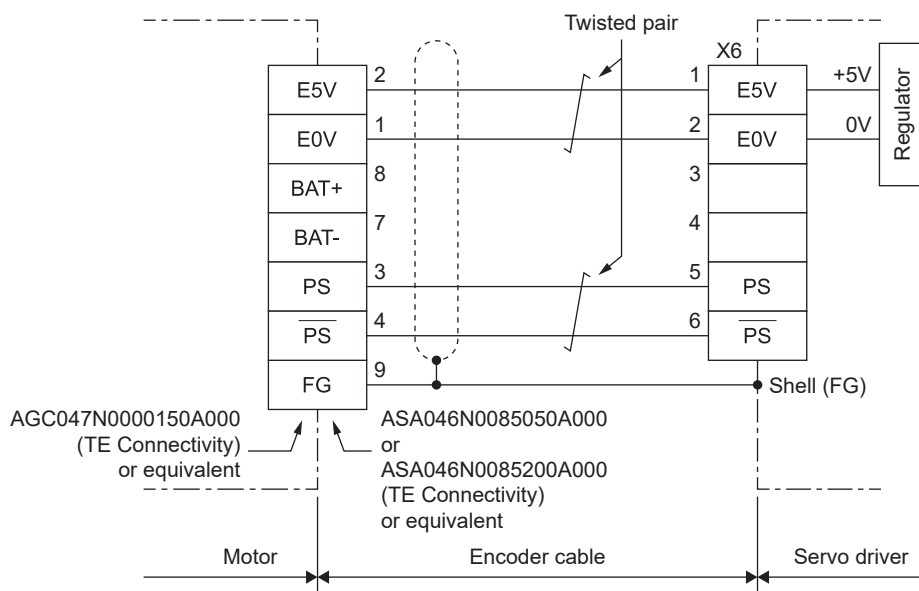 Twisted pair
X6
E5V 2 1 E5V +5V
E0V 1 2 E0V 0V
Regulator
BAT+ 8 3
BAT- 7 4
PS 3 5 PS
P̅S̅ 4 6 P̅S̅
FG 9 Shell (FG)
AGC047N0000150A000
(TE Connectivity)
or equivalent
ASA046N0085050A000
or
ASA046N0085200A000
(TE Connectivity)
or equivalent
Motor Encoder cable Servo driver